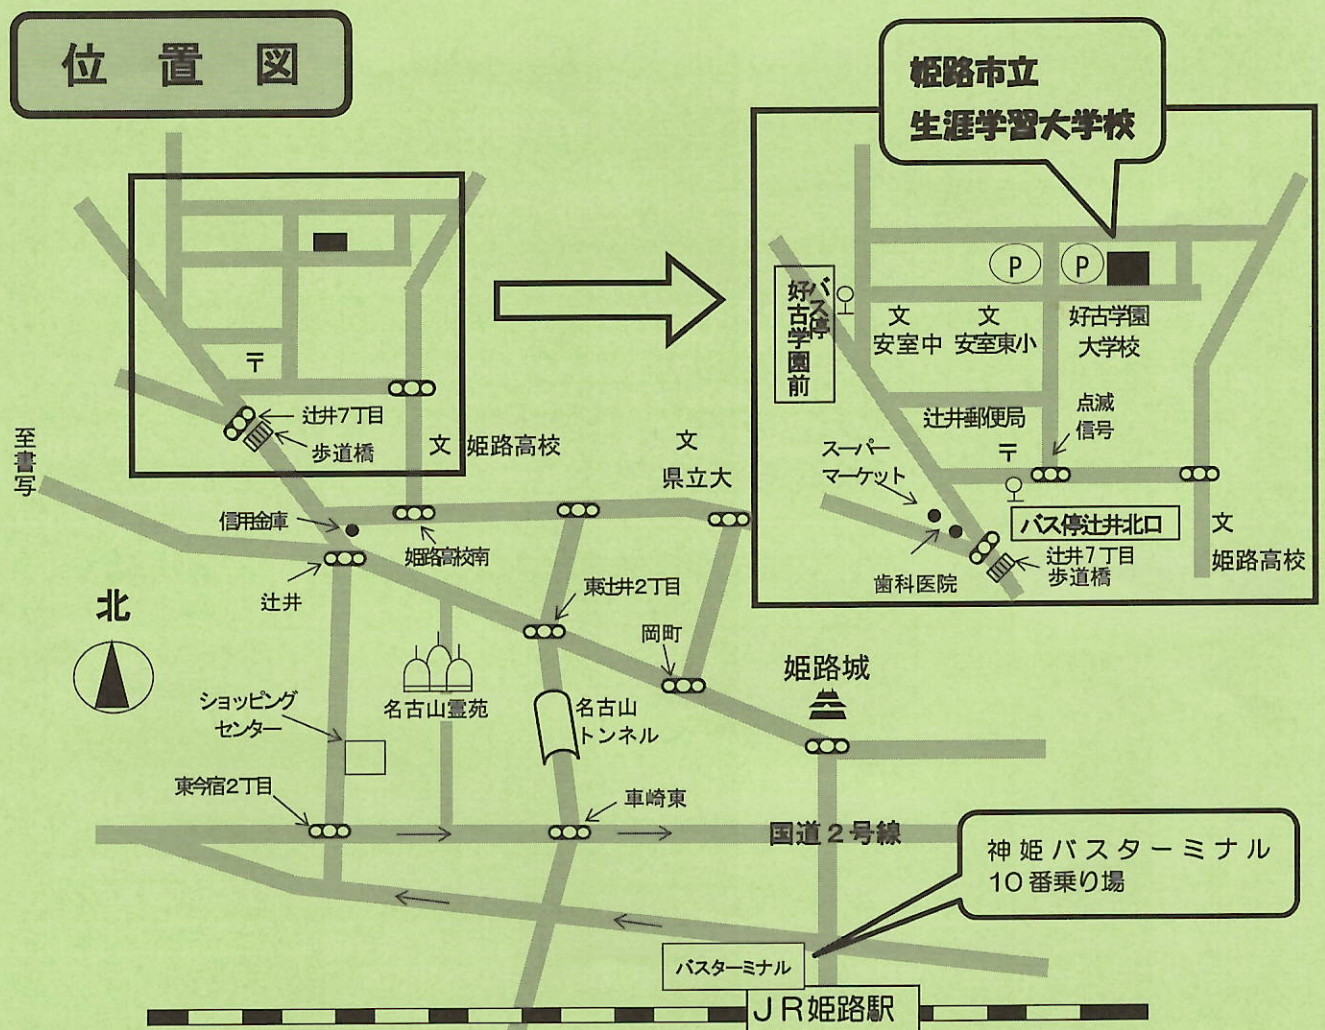 位置図
姫路市立
生涯学習大学校
P
P
バス停
好古学園前
文
安室中
文
安室東小
好古学園
大学校
辻井郵便局
点滅
信号
〒
スーパー
マーケット
バス停辻井北口
文
姫路高校
辻井7丁目
歩道橋
歯科医院
〒
辻井7丁目
歩道橋
文 姫路高校
文
県立大
至書写
信用金庫
姫路高校南
辻井
東辻井2丁目
岡町
北
姫路城
名古山霊苑
名古山
トンネル
ショッピング
センター
東今宿2丁目
車崎東
国道2号線
神姫バスターミナル
10番乗り場
バスターミナル
JR姫路駅